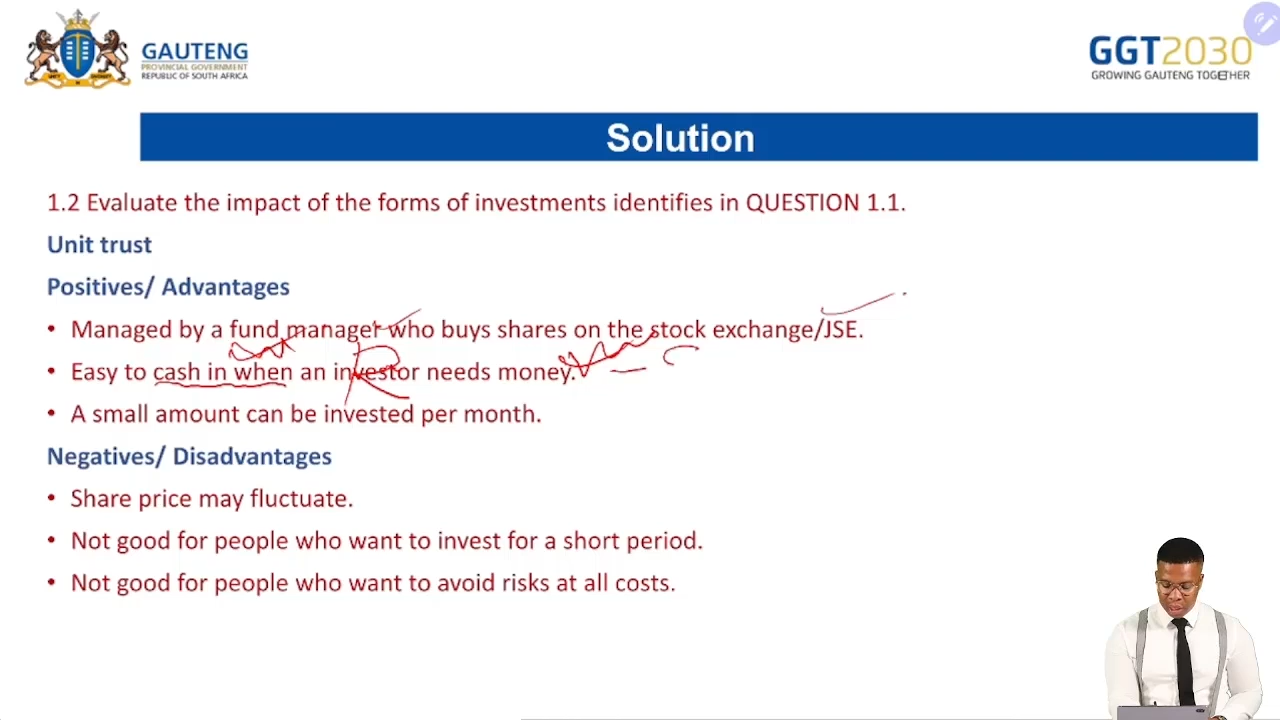 GAUTENG
PROVINCIAL GOVERNMENT
REPUBLIC OF SOUTH AFRICA
GGT2030
GROWING GAUTENG TOGETHER
Solution
1.2 Evaluate the impact of the forms of investments identifies in QUESTION 1.1.
Unit trust
Positives/ Advantages
• Managed by a fund manager who buys shares on the stock exchange/JSE.
• Easy to cash in when an investor needs money.
• A small amount can be invested per month.
Negatives/ Disadvantages
• Share price may fluctuate.
• Not good for people who want to invest for a short period.
• Not good for people who want to avoid risks at all costs.